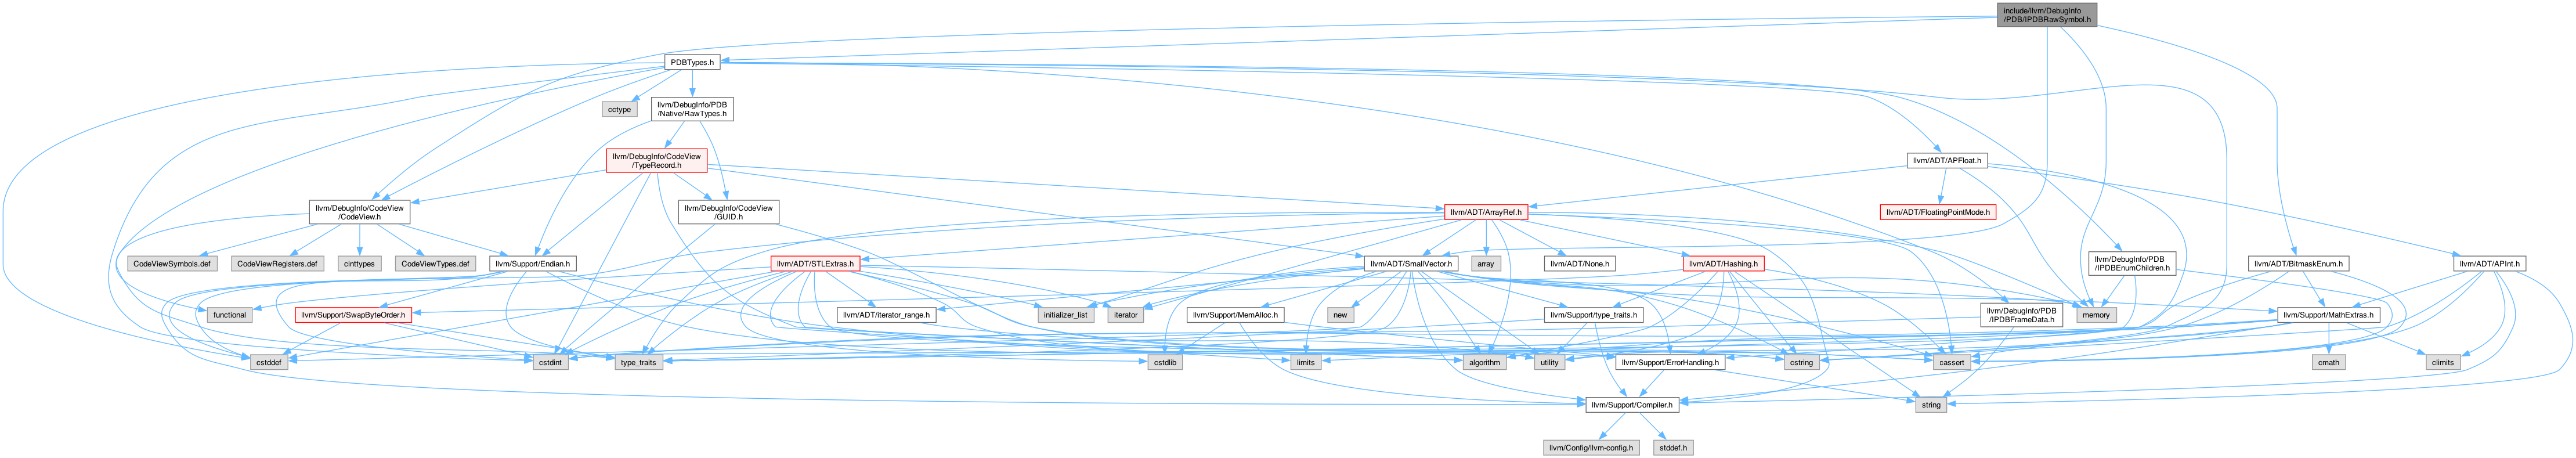 include/llvm/DebugInfo
/PDB/IPDBRawSymbol.h
PDBTypes.h
cctype
llvm/DebugInfo/PDB
/Native/RawTypes.h
llvm/DebugInfo/CodeView
/TypeRecord.h
llvm/ADT/APFloat.h
llvm/DebugInfo/CodeView
/CodeView.h
llvm/DebugInfo/CodeView
/GUID.h
llvm/ADT/ArrayRef.h
llvm/ADT/FloatingPointMode.h
CodeViewSymbols.def
CodeViewRegisters.def
cinttypes
CodeViewTypes.def
llvm/Support/Endian.h
llvm/ADT/STLExtras.h
llvm/ADT/SmallVector.h
array
llvm/ADT/None.h
llvm/ADT/Hashing.h
llvm/DebugInfo/PDB
/IPDBEnumChildren.h
llvm/ADT/BitmaskEnum.h
llvm/ADT/APInt.h
functional
llvm/Support/SwapByteOrder.h
llvm/ADT/iterator_range.h
initializer_list
iterator
llvm/Support/MemAlloc.h
new
llvm/Support/type_traits.h
llvm/DebugInfo/PDB
/IPDBFrameData.h
memory
llvm/Support/MathExtras.h
cstddef
cstdint
type_traits
cstdlib
limits
algorithm
utility
llvm/Support/ErrorHandling.h
cstring
cassert
cmath
climits
llvm/Support/Compiler.h
string
llvm/Config/llvm-config.h
stddef.h